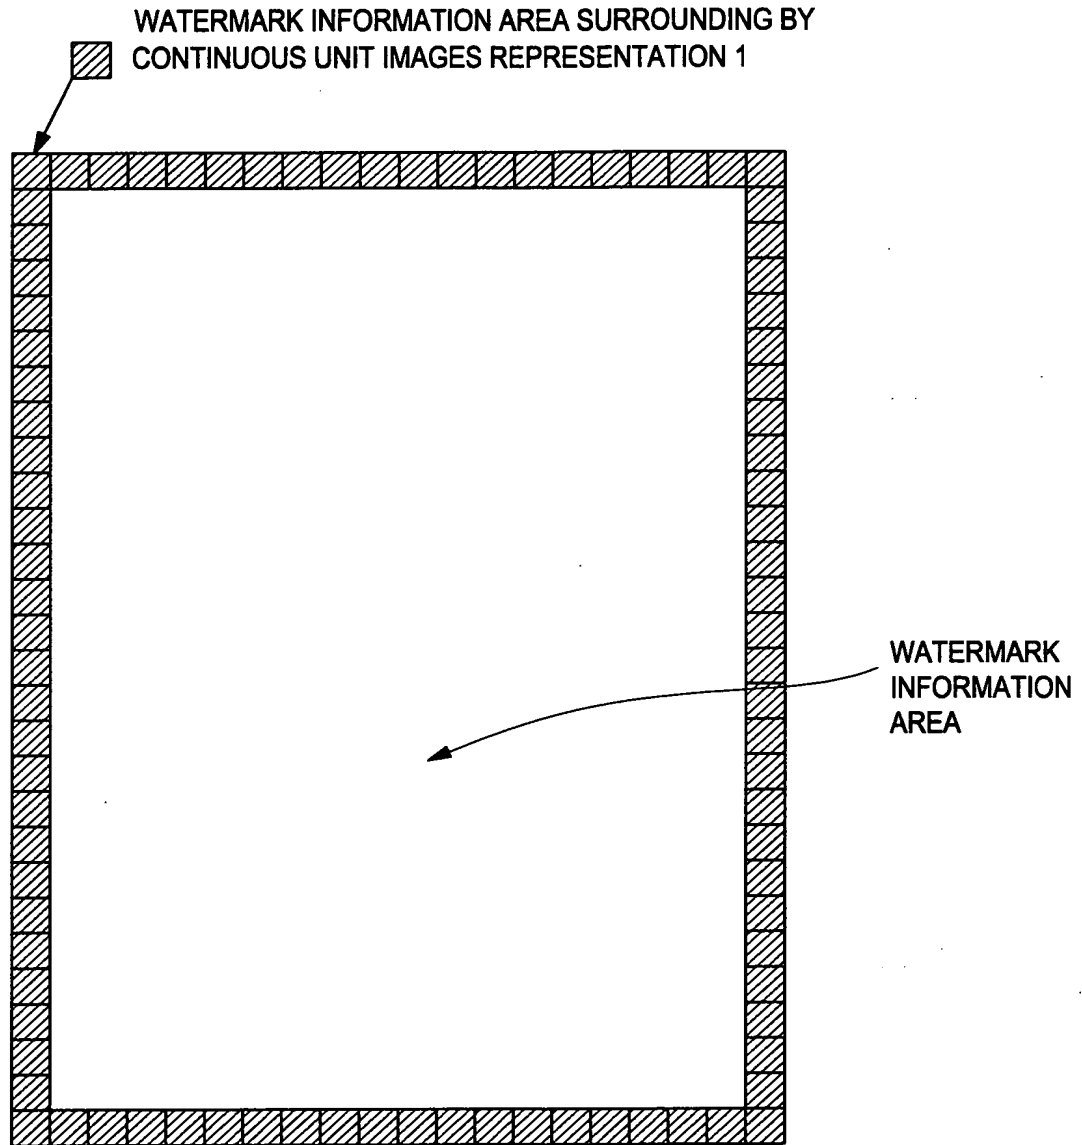 WATERMARK INFORMATION AREA SURROUNDING BY
CONTINUOUS UNIT IMAGES REPRESENTATION 1
WATERMARK
INFORMATION
AREA